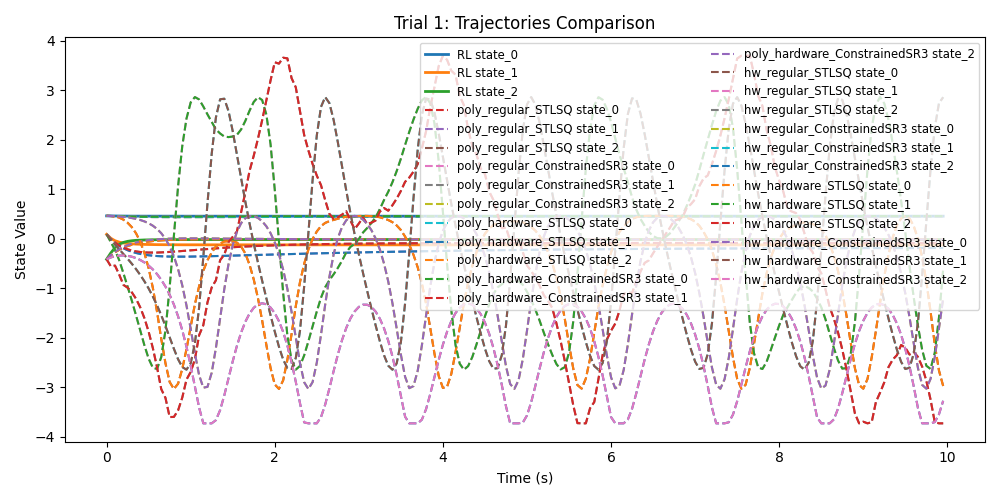 Trial 1: Trajectories Comparison
State Value
4
3
2
1
0
−1
−2
−3
−4
RL state_0
RL state_1
RL state_2
poly_regular_STLSQ state_0
poly_regular_STLSQ state_1
poly_regular_STLSQ state_2
poly_regular_ConstrainedSR3 state_0
poly_regular_ConstrainedSR3 state_1
poly_regular_ConstrainedSR3 state_2
poly_hardware_STLSQ state_0
poly_hardware_STLSQ state_1
poly_hardware_STLSQ state_2
poly_hardware_ConstrainedSR3 state_0
poly_hardware_ConstrainedSR3 state_1
poly_hardware_ConstrainedSR3 state_2
hw_regular_STLSQ state_0
hw_regular_STLSQ state_1
hw_regular_STLSQ state_2
hw_regular_ConstrainedSR3 state_0
hw_regular_ConstrainedSR3 state_1
hw_regular_ConstrainedSR3 state_2
hw_hardware_STLSQ state_0
hw_hardware_STLSQ state_1
hw_hardware_STLSQ state_2
hw_hardware_ConstrainedSR3 state_0
hw_hardware_ConstrainedSR3 state_1
hw_hardware_ConstrainedSR3 state_2
0 2 4 6 8 10
Time (s)